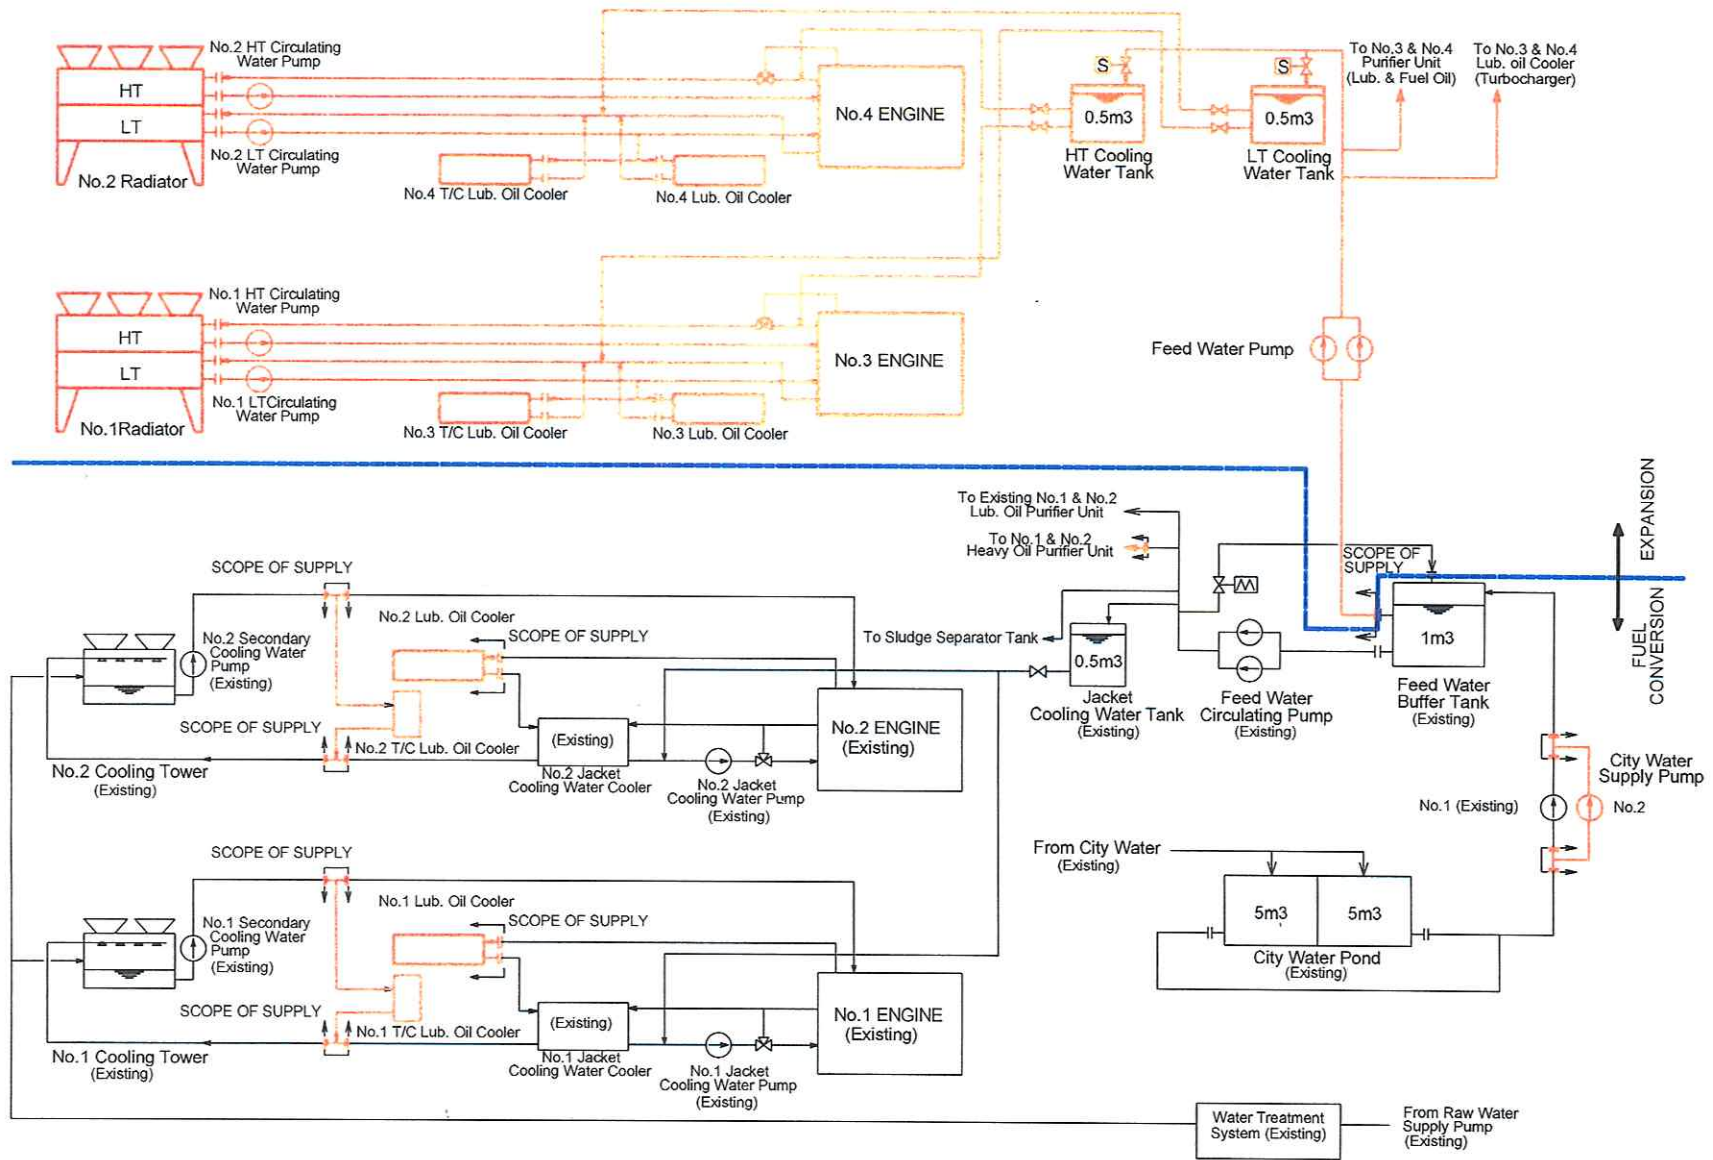 No.2 HT Circulating
Water Pump
HT
LT
No.2 LT Circulating
Water Pump
No.2 Radiator
No.4 T/C Lub. Oil Cooler
No.4 Lub. Oil Cooler
No.4 ENGINE
S
0.5m3
HT Cooling
Water Tank
S
0.5m3
LT Cooling
Water Tank
To No.3 & No.4
Purifier Unit
(Lub. & Fuel Oil)
To No.3 & No.4
Lub. oil Cooler
(Turbocharger)
No.1 HT Circulating
Water Pump
HT
LT
No.1 LTCirculating
Water Pump
No.1Radiator
No.3 T/C Lub. Oil Cooler
No.3 Lub. Oil Cooler
No.3 ENGINE
Feed Water Pump
EXPANSION
FUEL
CONVERSION
To Existing No.1 & No.2
Lub. Oil Purifier Unit
To No.1 & No.2
Heavy Oil Purifier Unit
SCOPE OF
SUPPLY
To Sludge Separator Tank
0.5m3
Jacket
Cooling Water Tank
(Existing)
Feed Water
Circulating Pump
(Existing)
1m3
Feed Water
Buffer Tank
(Existing)
SCOPE OF SUPPLY
No.2 Lub. Oil Cooler
SCOPE OF SUPPLY
No.2 Secondary
Cooling Water
Pump
(Existing)
SCOPE OF SUPPLY
No.2 T/C Lub. Oil Cooler
No.2 Cooling Tower
(Existing)
(Existing)
No.2 Jacket
Cooling Water Cooler
No.2 Jacket
Cooling Water Pump
(Existing)
No.2 ENGINE
(Existing)
City Water
Supply Pump
No.1 (Existing)
No.2
From City Water
(Existing)
5m3
5m3
City Water Pond
(Existing)
SCOPE OF SUPPLY
No.1 Lub. Oil Cooler
SCOPE OF SUPPLY
No.1 Secondary
Cooling Water
Pump
(Existing)
SCOPE OF SUPPLY
No.1 T/C Lub. Oil Cooler
No.1 Cooling Tower
(Existing)
(Existing)
No.1 Jacket
Cooling Water Cooler
No.1 Jacket
Cooling Water Pump
(Existing)
No.1 ENGINE
(Existing)
Water Treatment
System (Existing)
From Raw Water
Supply Pump
(Existing)